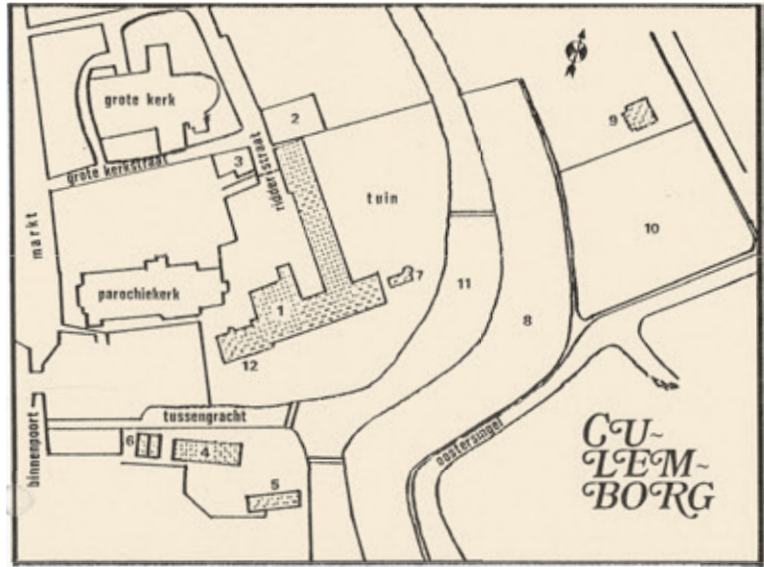 grote kerk
2
9
3
grote kerkstraat
ridderstraat
tuin
markt
10
parochiekerk
7
11
1
8
12
tussengracht
binnenpoort
6
4
oostersingel
5
CU~
LEM~
BORG